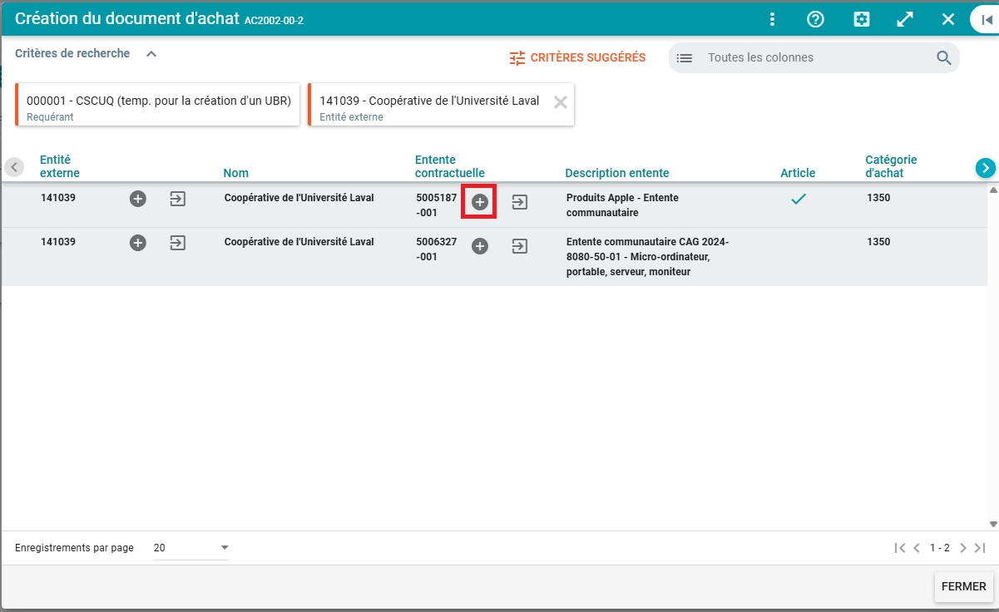 Création du document d'achat AC2002-00-2
Critères de recherche
CRITÈRES SUGGÉRÉS
Toutes les colonnes
000001 - CSCUQ (temp. pour la création d'un UBR)
Requérant
141039 - Coopérative de l'Université Laval
Entité externe
Entité
externe
Nom
Entente
contractuelle
Description entente
Article
Catégorie
d'achat
141039
Coopérative de l'Université Laval
5005187
-001
Produits Apple - Entente
communautaire
1350
141039
Coopérative de l'Université Laval
5006327
-001
Entente communautaire CAG 2024-
8080-50-01 - Micro-ordinateur,
portable, serveur, moniteur
1350
Enregistrements par page 20
1 - 2
FERMER